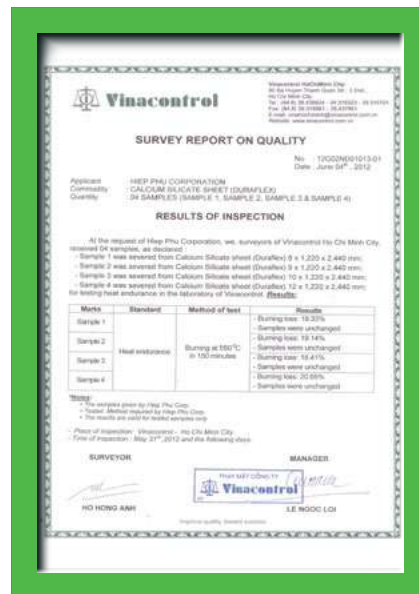 Vinacontrol
SURVEY REPORT ON QUALITY
No : 12G02N001013-01
Date : June 04th, 2012
Applicant : HIEP PHU CORPORATION
Commodity : CALCIUM SILICATE SHEET (DURAFLEX)
Quantity : 04 SAMPLES (SAMPLE 1, SAMPLE 2, SAMPLE 3 & SAMPLE 4)
RESULTS OF INSPECTION
At the request of Hiep Phu Corporation, we, surveyors of Vinacontrol Ho Chi Minh City,
received 04 samples, as declared :
- Sample 1 was severed from Calcium Silicate sheet (Duraflex) 8 x 1,220 x 2,440 mm;
- Sample 2 was severed from Calcium Silicate sheet (Duraflex) 9 x 1,220 x 2,440 mm;
- Sample 3 was severed from Calcium Silicate sheet (Duraflex) 10 x 1,220 x 2,440 mm;
- Sample 4 was severed from Calcium Silicate sheet (Duraflex) 12 x 1,220 x 2,440 mm;
for testing heat endurance in the laboratory of Vinacontrol. Results:
Marks Standard Method of test Results
Sample 1 - Burning loss: 19.33%
- Samples were unchanged
Sample 2 - Burning loss: 19.14%
- Samples were unchanged
Heat endurance Burning at 550°C
in 150 minutes
Sample 3 - Burning loss: 19.41%
- Samples were unchanged
Sample 4 - Burning loss: 20.05%
- Samples were unchanged
Notes:
* The samples given by Hiep Phu Corp.
* Tested Method required by Hiep Phu Corp.
* The results are valid for tested samples only
- Place of inspection : Vinacontrol - Ho Chi Minh City
- Time of inspection : May 31st, 2012 and the following days.
SURVEYOR MANAGER
Vinacontrol
HO HONG ANH LE NGOC LOI